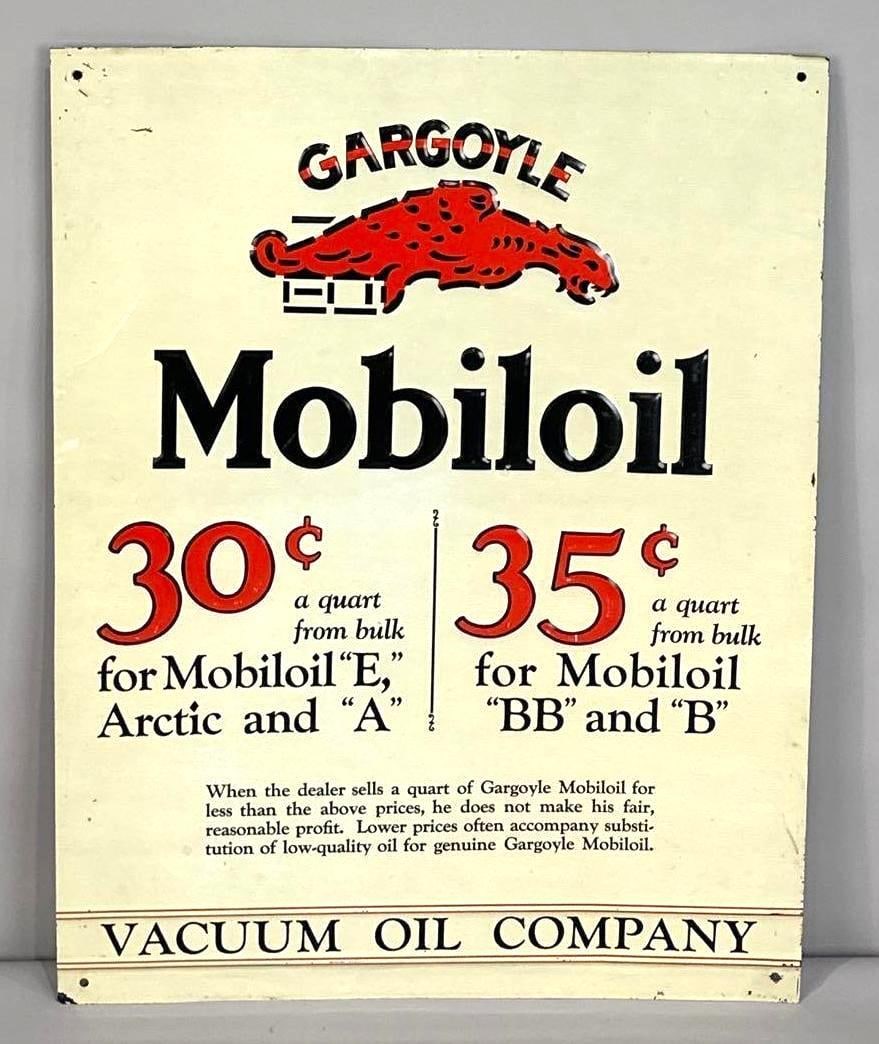 GARGOYLE
Mobiloil
30¢
a quart
from bulk
for Mobiloil “E,”
Arctic and “A”
35¢
a quart
from bulk
for Mobiloil
“BB” and “B”
When the dealer sells a quart of Gargoyle Mobiloil for
less than the above prices, he does not make his fair,
reasonable profit. Lower prices often accompany substi-
tution of low-quality oil for genuine Gargoyle Mobiloil.
VACUUM OIL COMPANY